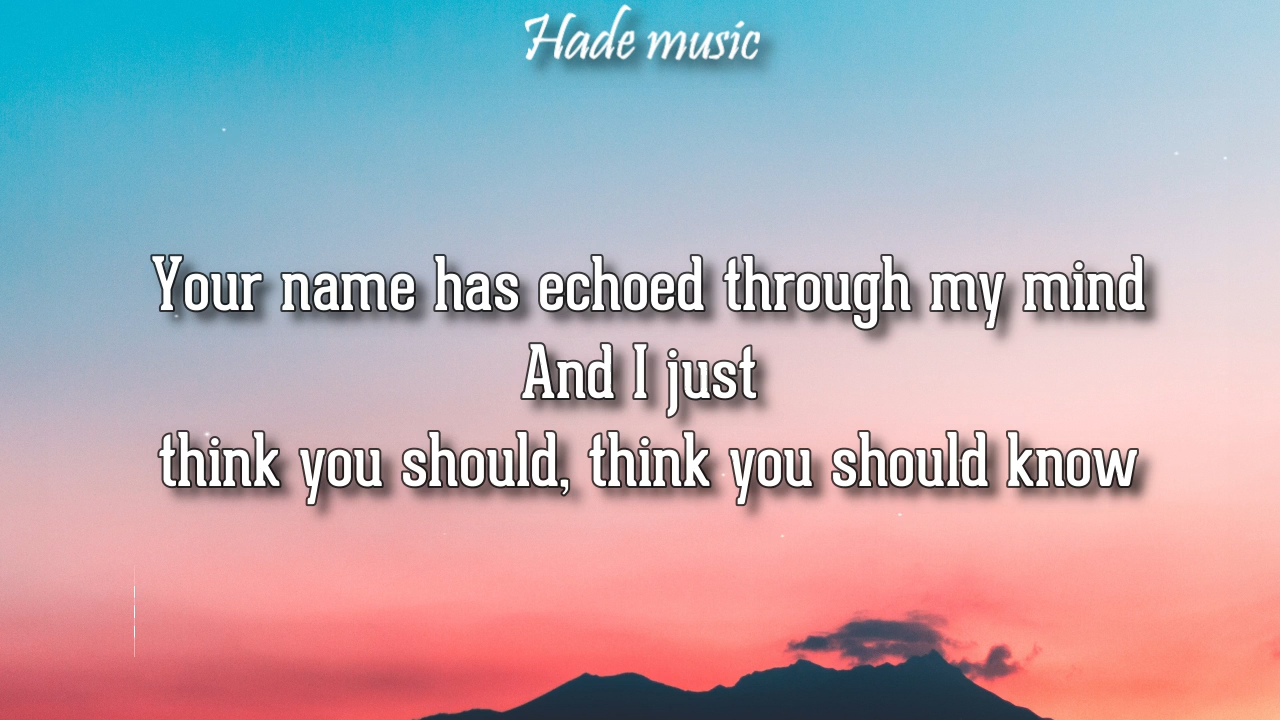 Hade music
Your name has echoed through my mind
And I just
think you should, think you should know